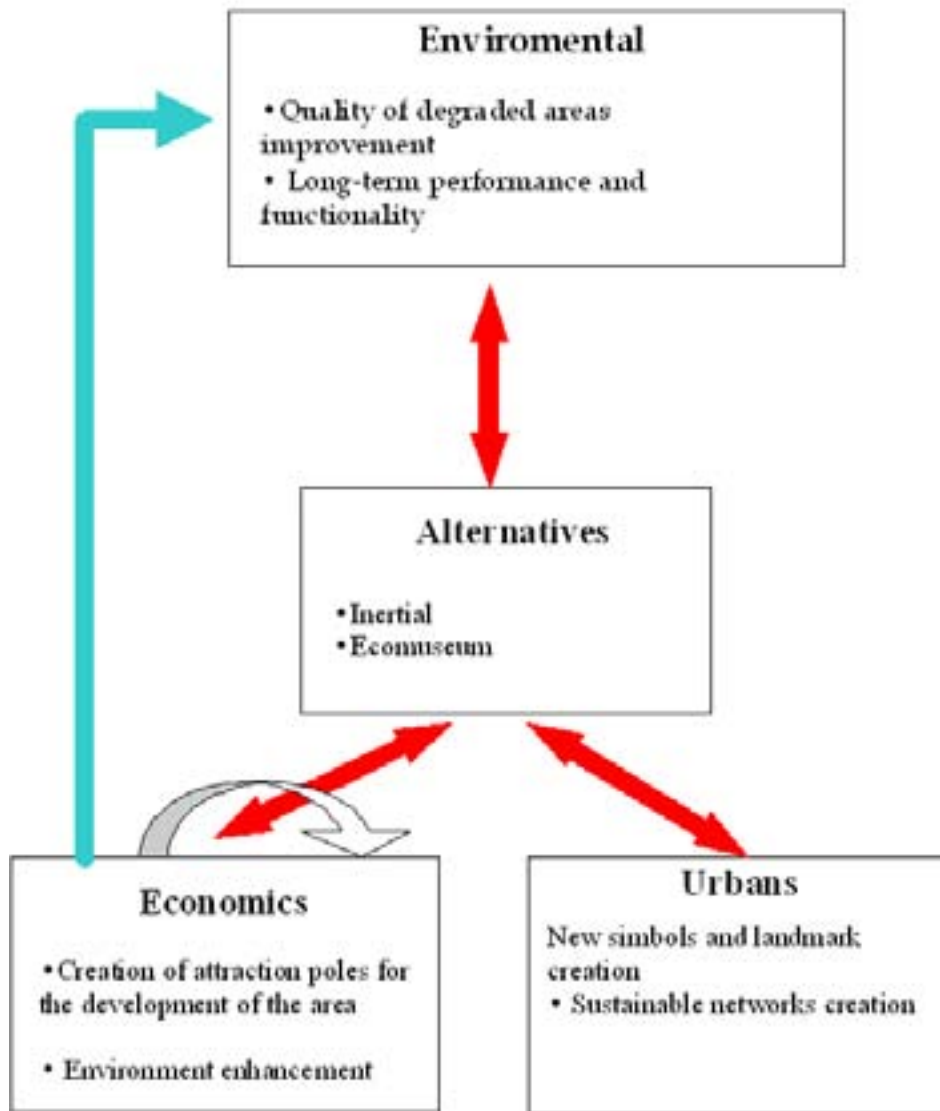 Enviromental
• Quality of degraded areas
improvement
• Long-term performance and
functionality
Alternatives
• Inertial
• Ecomuseum
Economics
• Creation of attraction poles for
the development of the area
• Environment enhancement
Urbans
New simbols and landmark
creation
• Sustainable networks creation